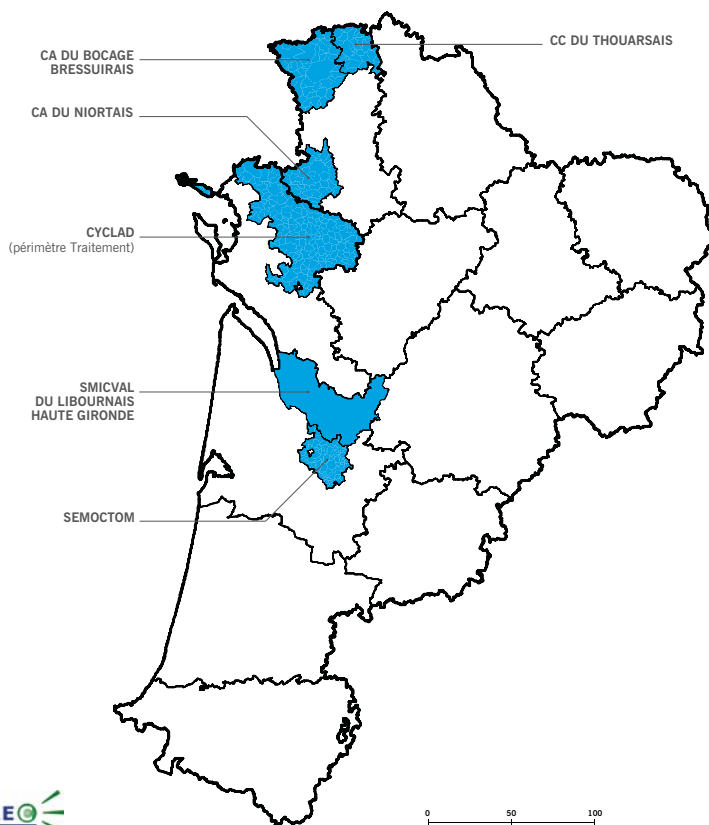 CC DU THOUARSAIS
CA DU BOCAGE
BRESSUIRAIS
CA DU NIORTAIS
CYCLAD
(périmètre Traitement)
SMICVAL
DU LIBOURNAIS
HAUTE GIRONDE
SEMOCTOM
0 50 100